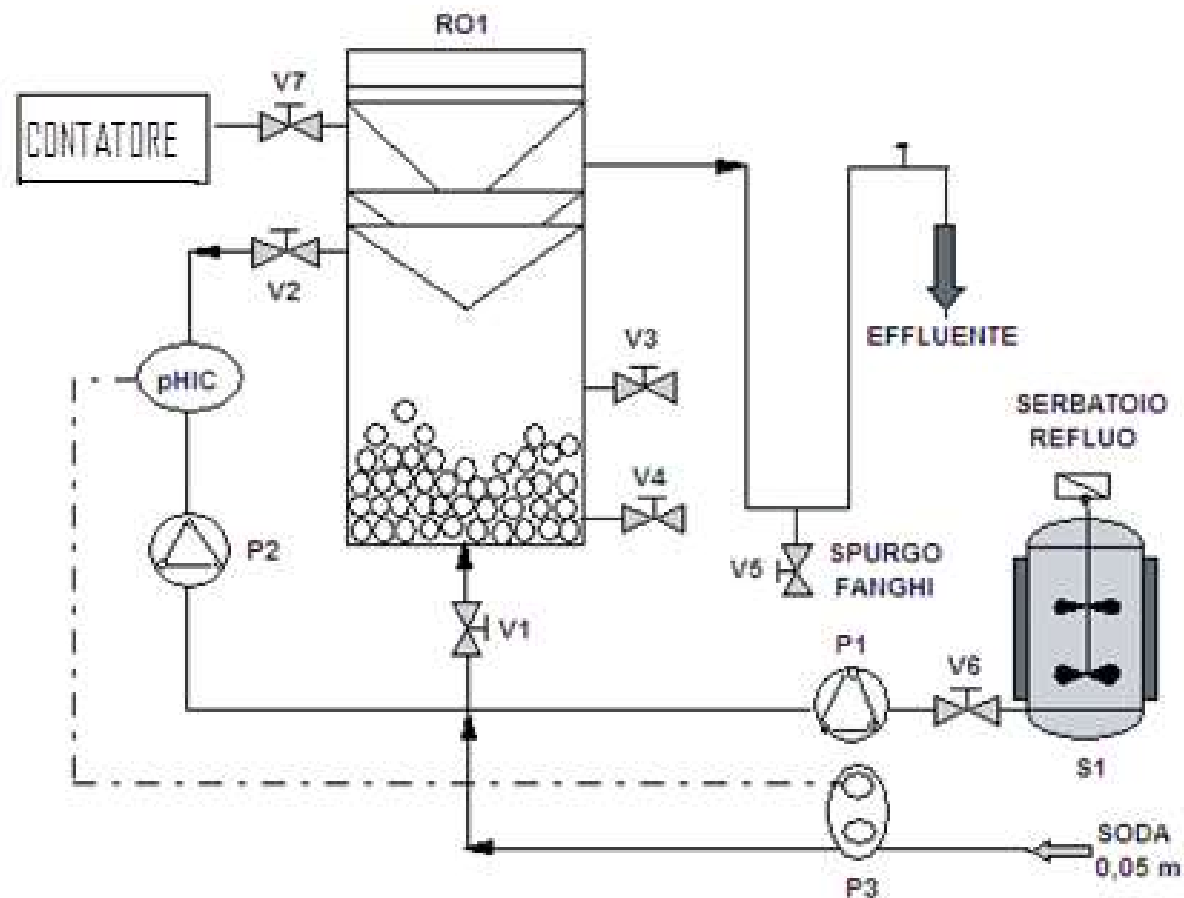 RO1
V7
CONTATORE
V2
pHIC
V3
EFFLUENTE
SERBATOIO
REFLUO
V4
P2
V5
SPURGO
FANGHI
V1
P1
V6
S1
SODA
0,05 m
P3